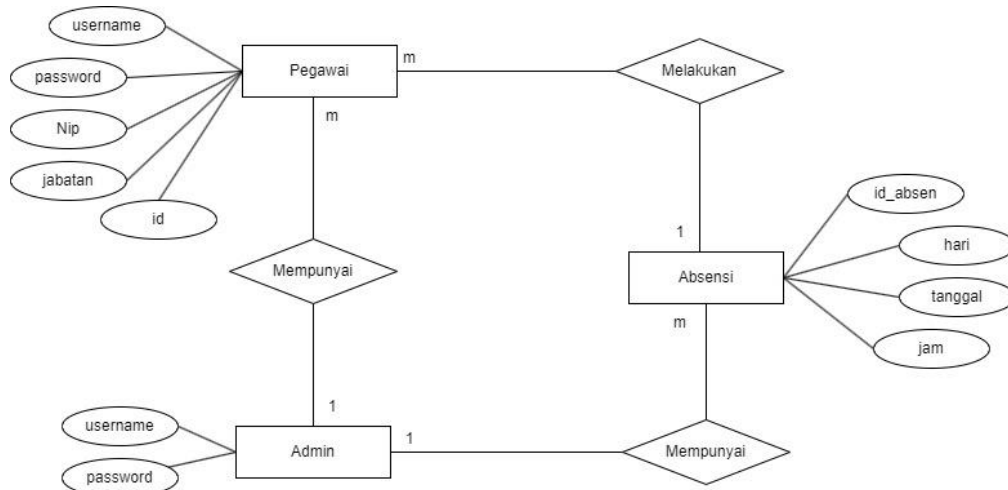 username
password
Nip
jabatan
id
Pegawai
m
Melakukan
m
id_absen
hari
tanggal
jam
1
Absensi
m
Mempunyai
1
username
password
Admin
1
Mempunyai